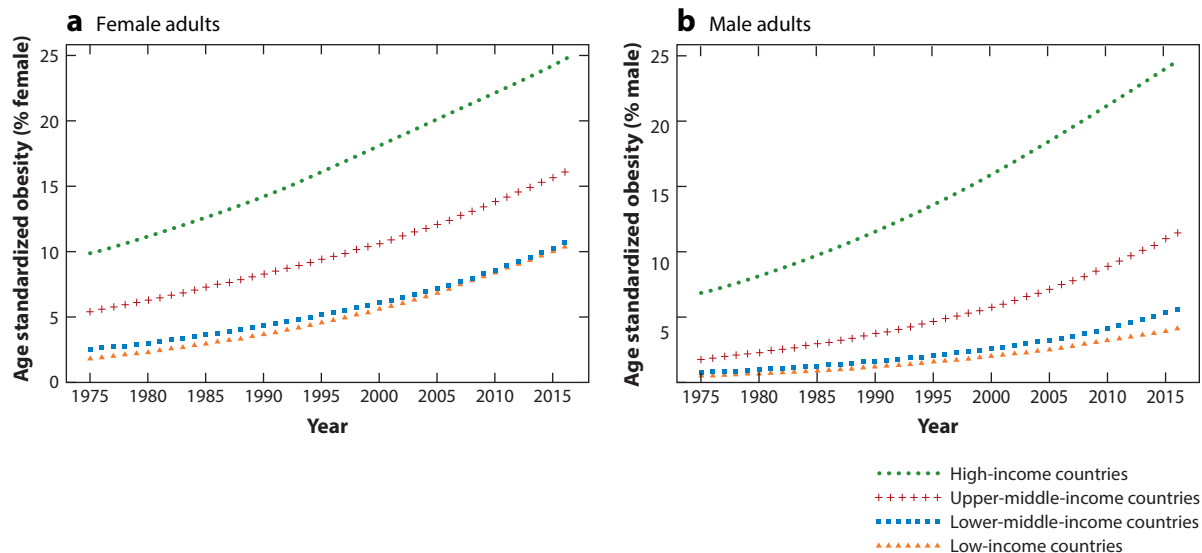 a Female adults
Age standardized obesity (% female)
25
20
15
10
5
0
1975 1980 1985 1990 1995 2000 2005 2010 2015
Year
b Male adults
Age standardized obesity (% male)
25
20
15
10
5
1975 1980 1985 1990 1995 2000 2005 2010 2015
Year
High-income countries
Upper-middle-income countries
Lower-middle-income countries
Low-income countries